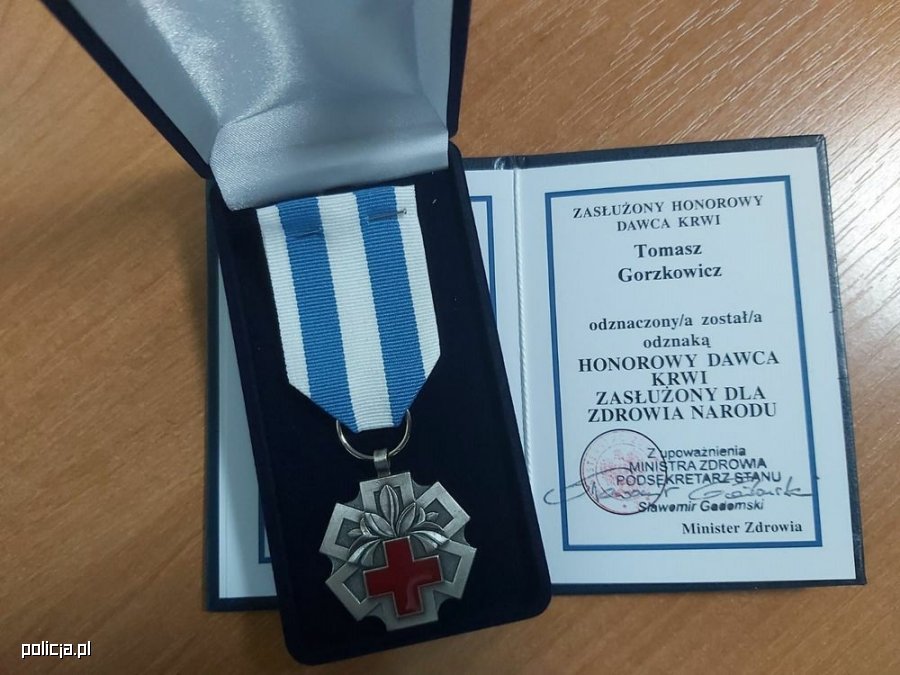 ZASŁUŻONY HONOROWY
DAWCA KRWI
Tomasz
Gorzkowicz
odznaczony/a został/a
odznaką
HONOROWY DAWCA
KRWI
ZASŁUŻONY DLA
ZDROWIA NARODU
Z upoważnienia
MINISTRA ZDROWIA
PODSEKRETARZ STANU
Sławomir Gadomski
Minister Zdrowia
policja.pl